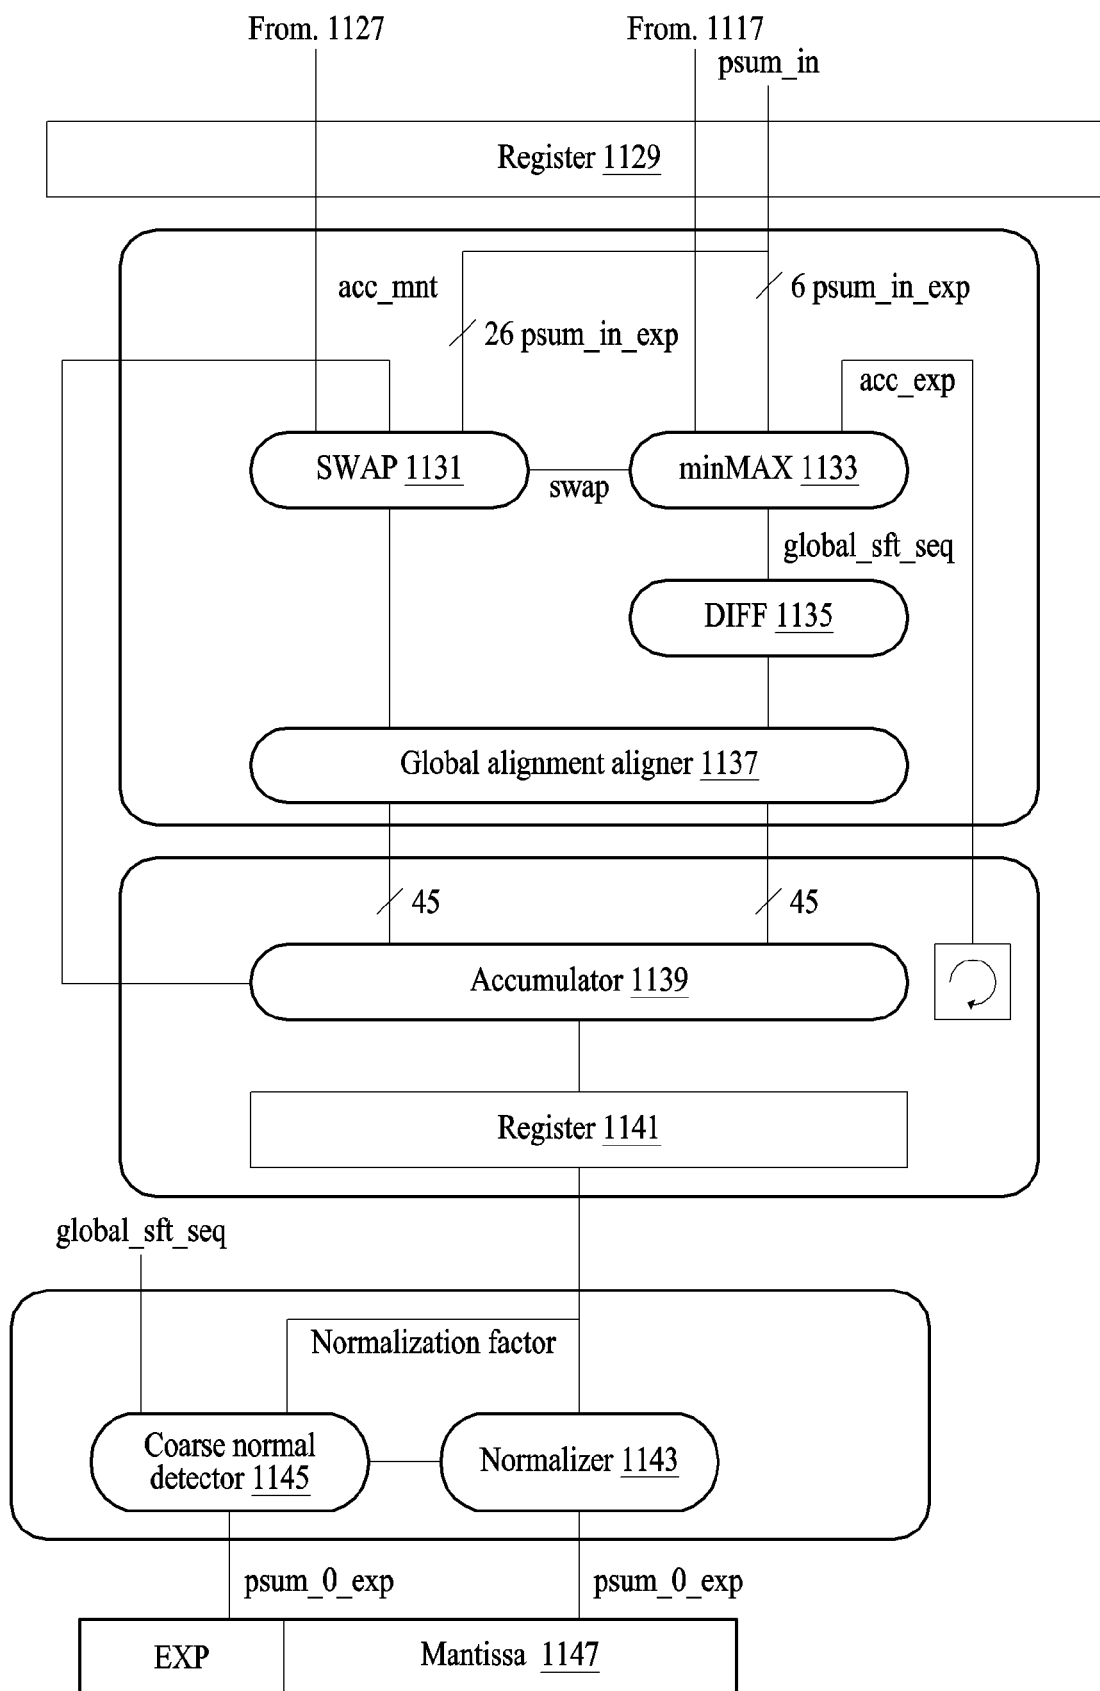 From. 1127
From. 1117
psum_in
Register 1129
acc_mnt
6 psum_in_exp
26 psum_in_exp
acc_exp
SWAP 1131
swap
minMAX 1133
global_sft_seq
DIFF 1135
Global alignment aligner 1137
45
45
Accumulator 1139
Register 1141
global_sft_seq
Normalization factor
Coarse normal
detector 1145
Normalizer 1143
psum_0_exp
psum_0_exp
EXP
Mantissa 1147